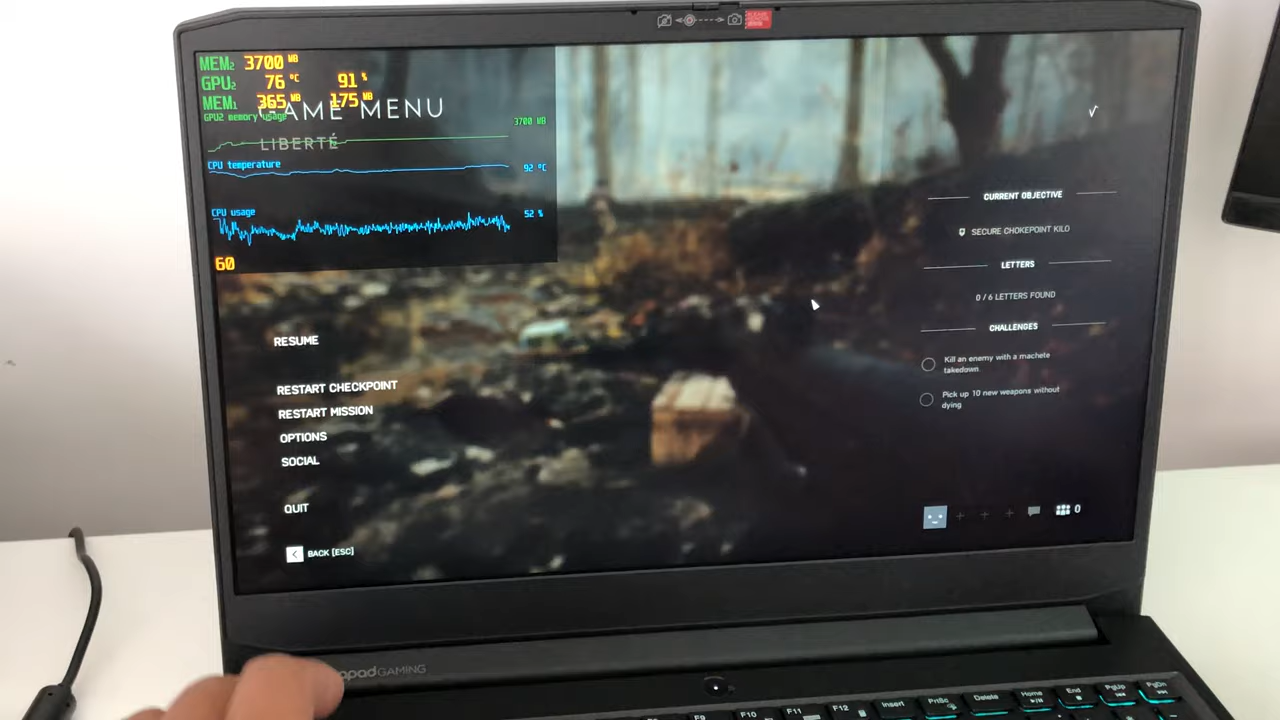 MEM2 3700 MB
GPU2 76 °C 91 %
MEM1 365 MB 175 MB
GPU2 memory usage 3700 MB
GAME MENU
LIBERTÉ
CPU temperature 92 °C
CPU usage 52 %
60
RESUME
RESTART CHECKPOINT
RESTART MISSION
OPTIONS
SOCIAL
QUIT
BACK [ESC]
CURRENT OBJECTIVE
SECURE CHOKEPOINT KILO
LETTERS
0 / 6 LETTERS FOUND
CHALLENGES
Kill an enemy with a machete
takedown
Pick up 10 new weapons without
dying
0
pad GAMING
F9 F10 F11 F12 Insert PrtSc Delete Home End PgUp PgDn